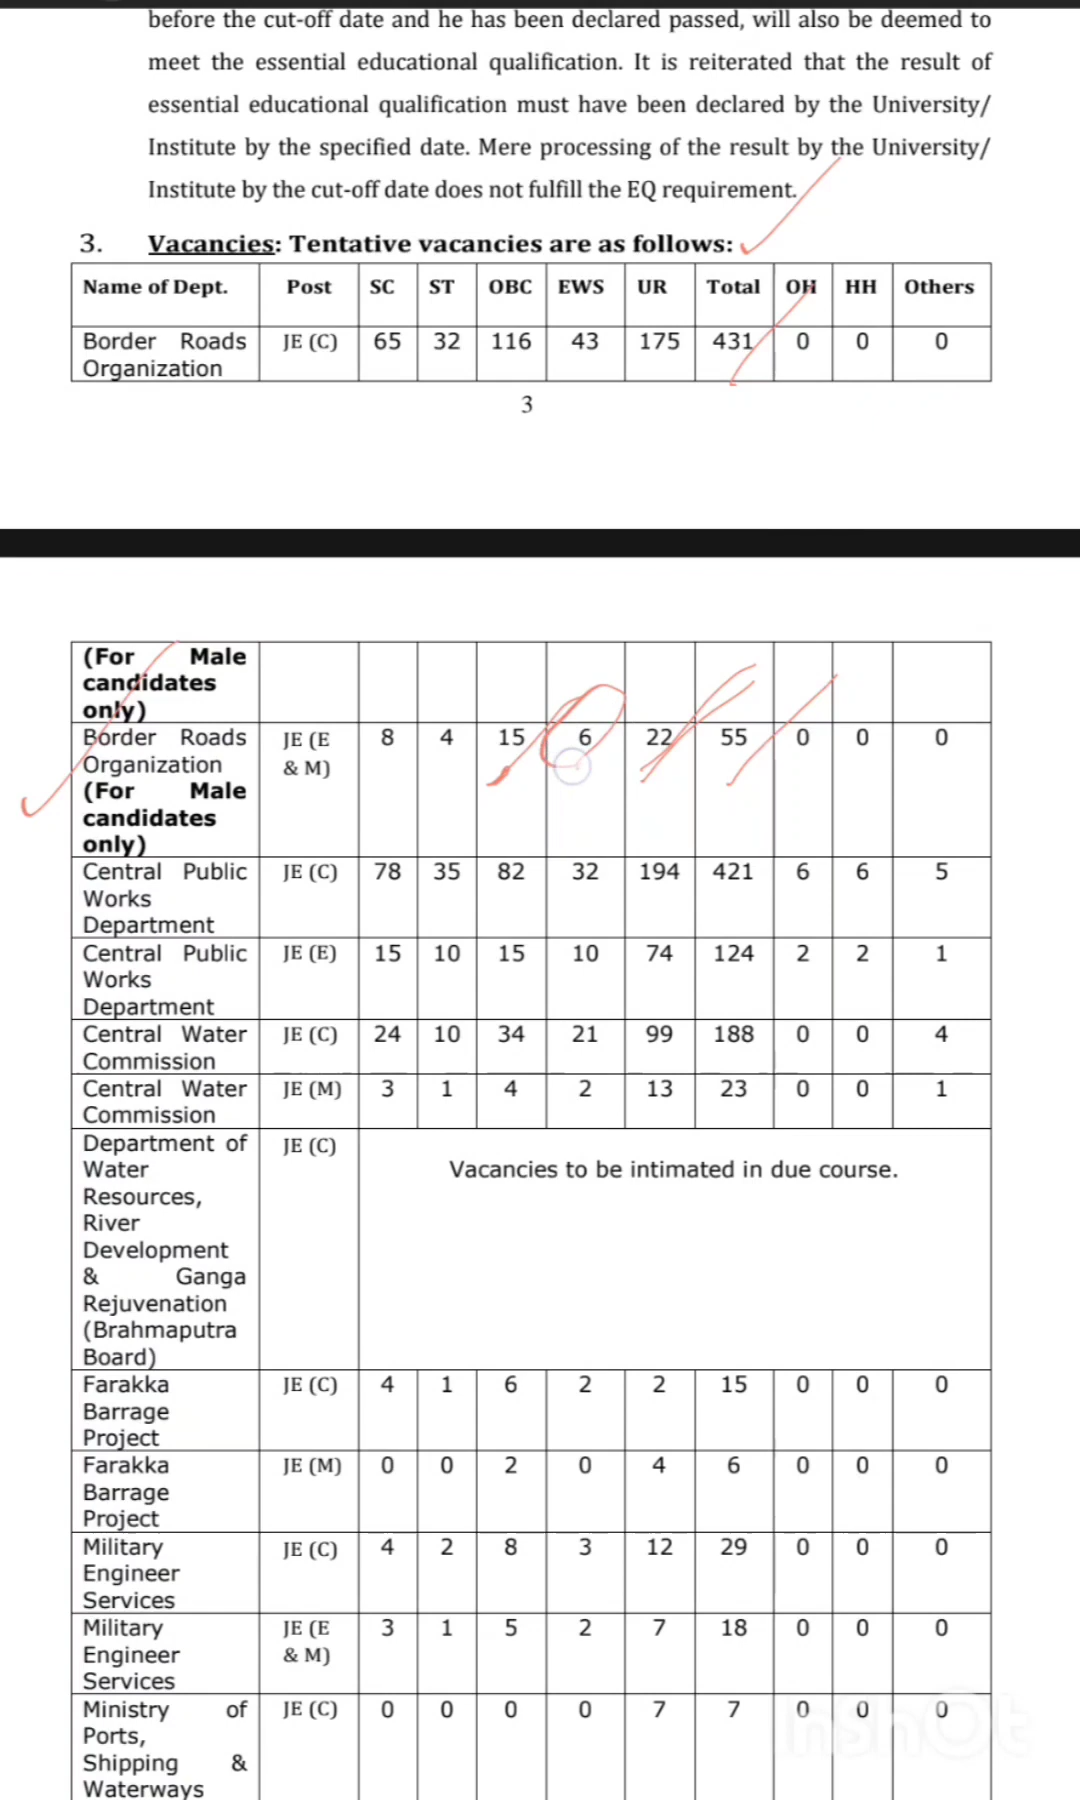 before the cut-off date and he has been declared passed, will also be deemed to
meet the essential educational qualification. It is reiterated that the result of
essential educational qualification must have been declared by the University/
Institute by the specified date. Mere processing of the result by the University/
Institute by the cut-off date does not fulfill the EQ requirement.
3. Vacancies: Tentative vacancies are as follows:
Name of Dept. Post SC ST OBC EWS UR Total OH HH Others
Border Roads JE (C) 65 32 116 43 175 431 0 0 0
Organization
3
(For Male
candidates
only)
Border Roads JE (E 8 4 15 6 22 55 0 0 0
Organization & M)
(For Male
candidates
only)
Central Public JE (C) 78 35 82 32 194 421 6 6 5
Works
Department
Central Public JE (E) 15 10 15 10 74 124 2 2 1
Works
Department
Central Water JE (C) 24 10 34 21 99 188 0 0 4
Commission
Central Water JE (M) 3 1 4 2 13 23 0 0 1
Commission
Department of JE (C)
Water Vacancies to be intimated in due course.
Resources,
River
Development
& Ganga
Rejuvenation
(Brahmaputra
Board)
Farakka JE (C) 4 1 6 2 2 15 0 0 0
Barrage
Project
Farakka JE (M) 0 0 2 0 4 6 0 0 0
Barrage
Project
Military JE (C) 4 2 8 3 12 29 0 0 0
Engineer
Services
Military JE (E 3 1 5 2 7 18 0 0 0
Engineer & M)
Services
Ministry of JE (C) 0 0 0 0 7 7 0 0 0
Ports,
InShOt
Shipping &
Waterways